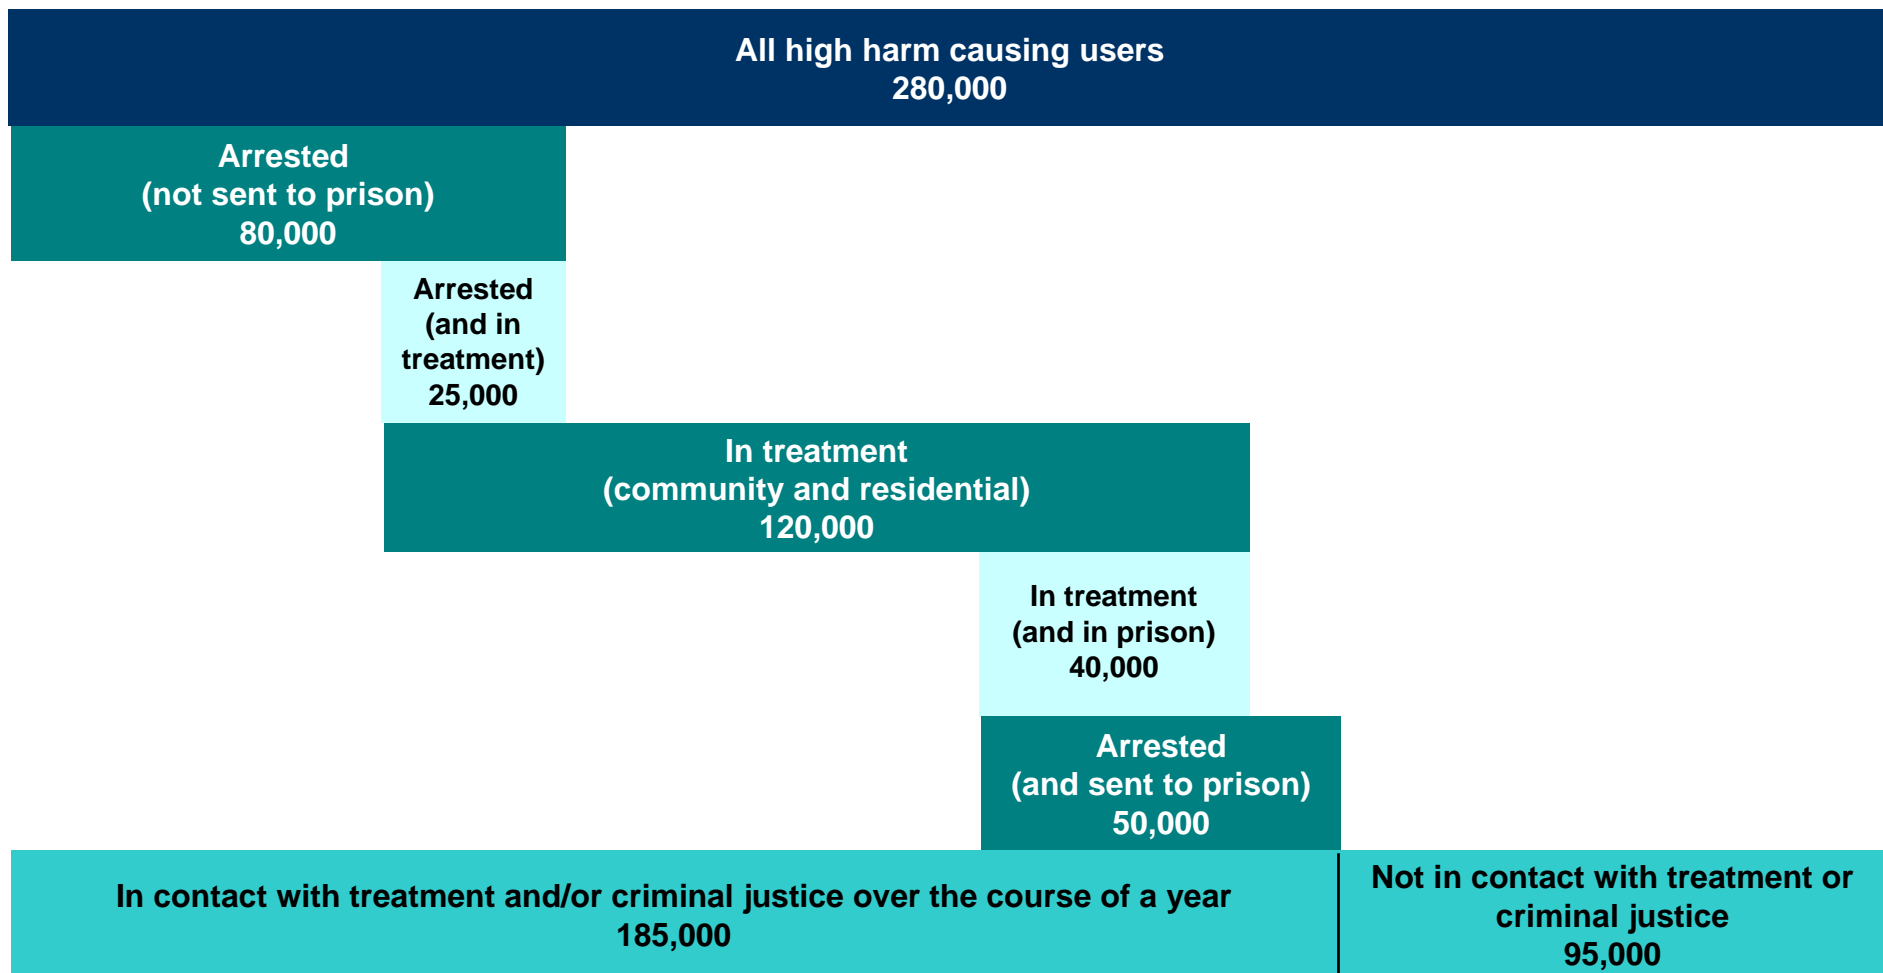 All high harm causing users
280,000
Arrested
(not sent to prison)
80,000
Arrested
(and in
treatment)
25,000
In treatment
(community and residential)
120,000
In treatment
(and in prison)
40,000
Arrested
(and sent to prison)
50,000
In contact with treatment and/or criminal justice over the course of a year
185,000
Not in contact with treatment or
criminal justice
95,000